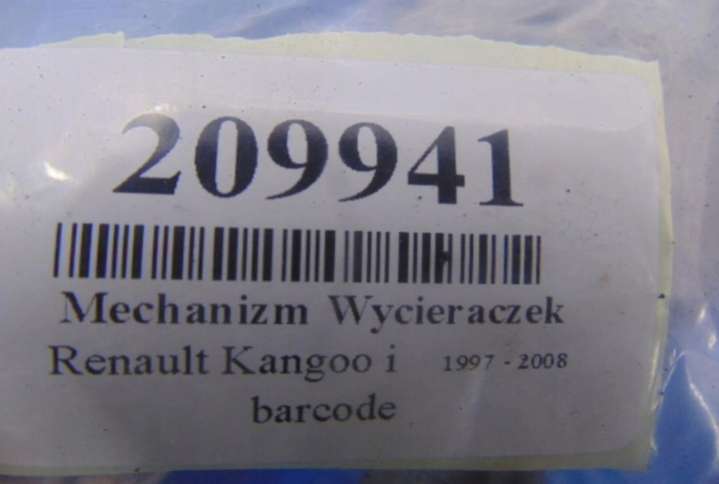 209941
Mechanizm Wycieraczek
Renault Kangoo i 1997 - 2008
barcode